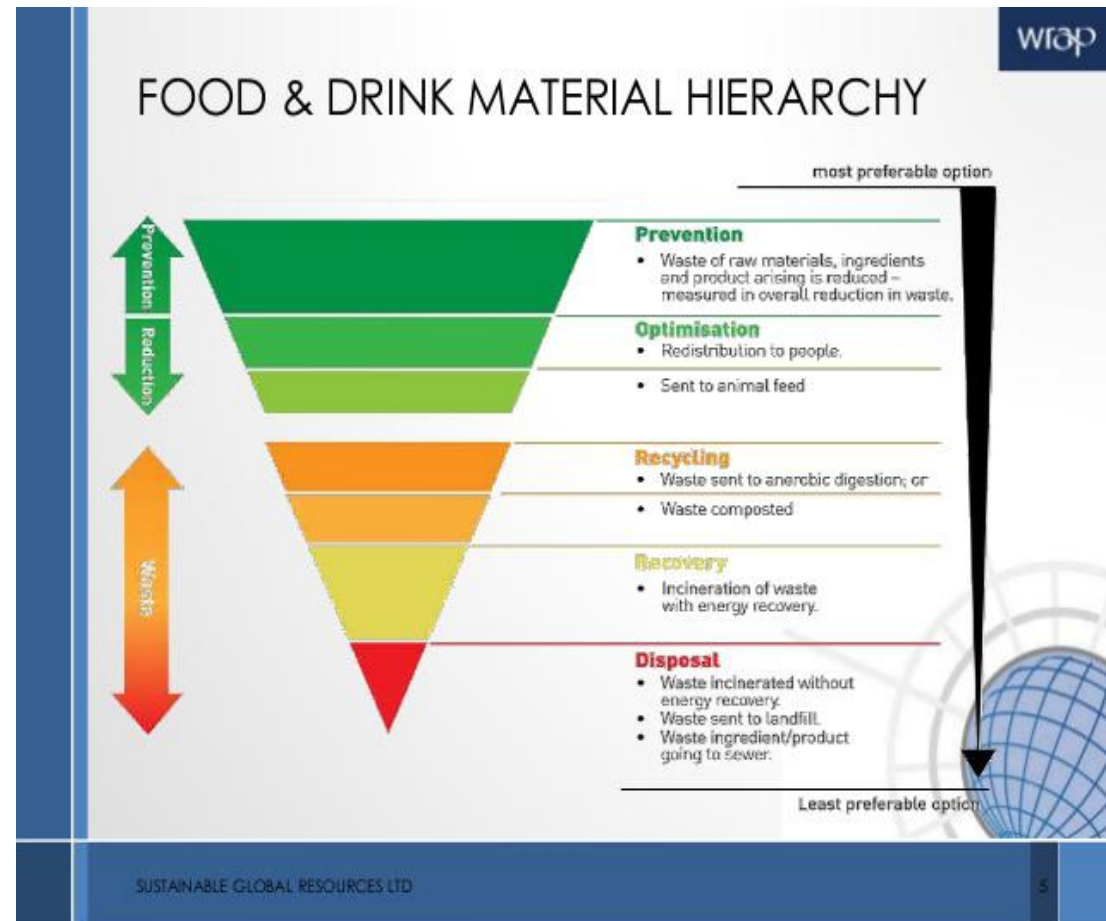 wrap
FOOD & DRINK MATERIAL HIERARCHY
most preferable option
Prevention
Reduction
Waste
Prevention
• Waste of raw materials, ingredients
and product arising is reduced –
measured in overall reduction in waste.
Optimisation
• Redistribution to people.
• Sent to animal feed
Recycling
• Waste sent to anerobic digestion; or
• Waste composted
Recovery
• Incineration of waste
with energy recovery.
Disposal
• Waste incinerated without
energy recovery.
• Waste sent to landfill.
• Waste ingredient/product
going to sewer.
Least preferable option
SUSTAINABLE GLOBAL RESOURCES LTD
5